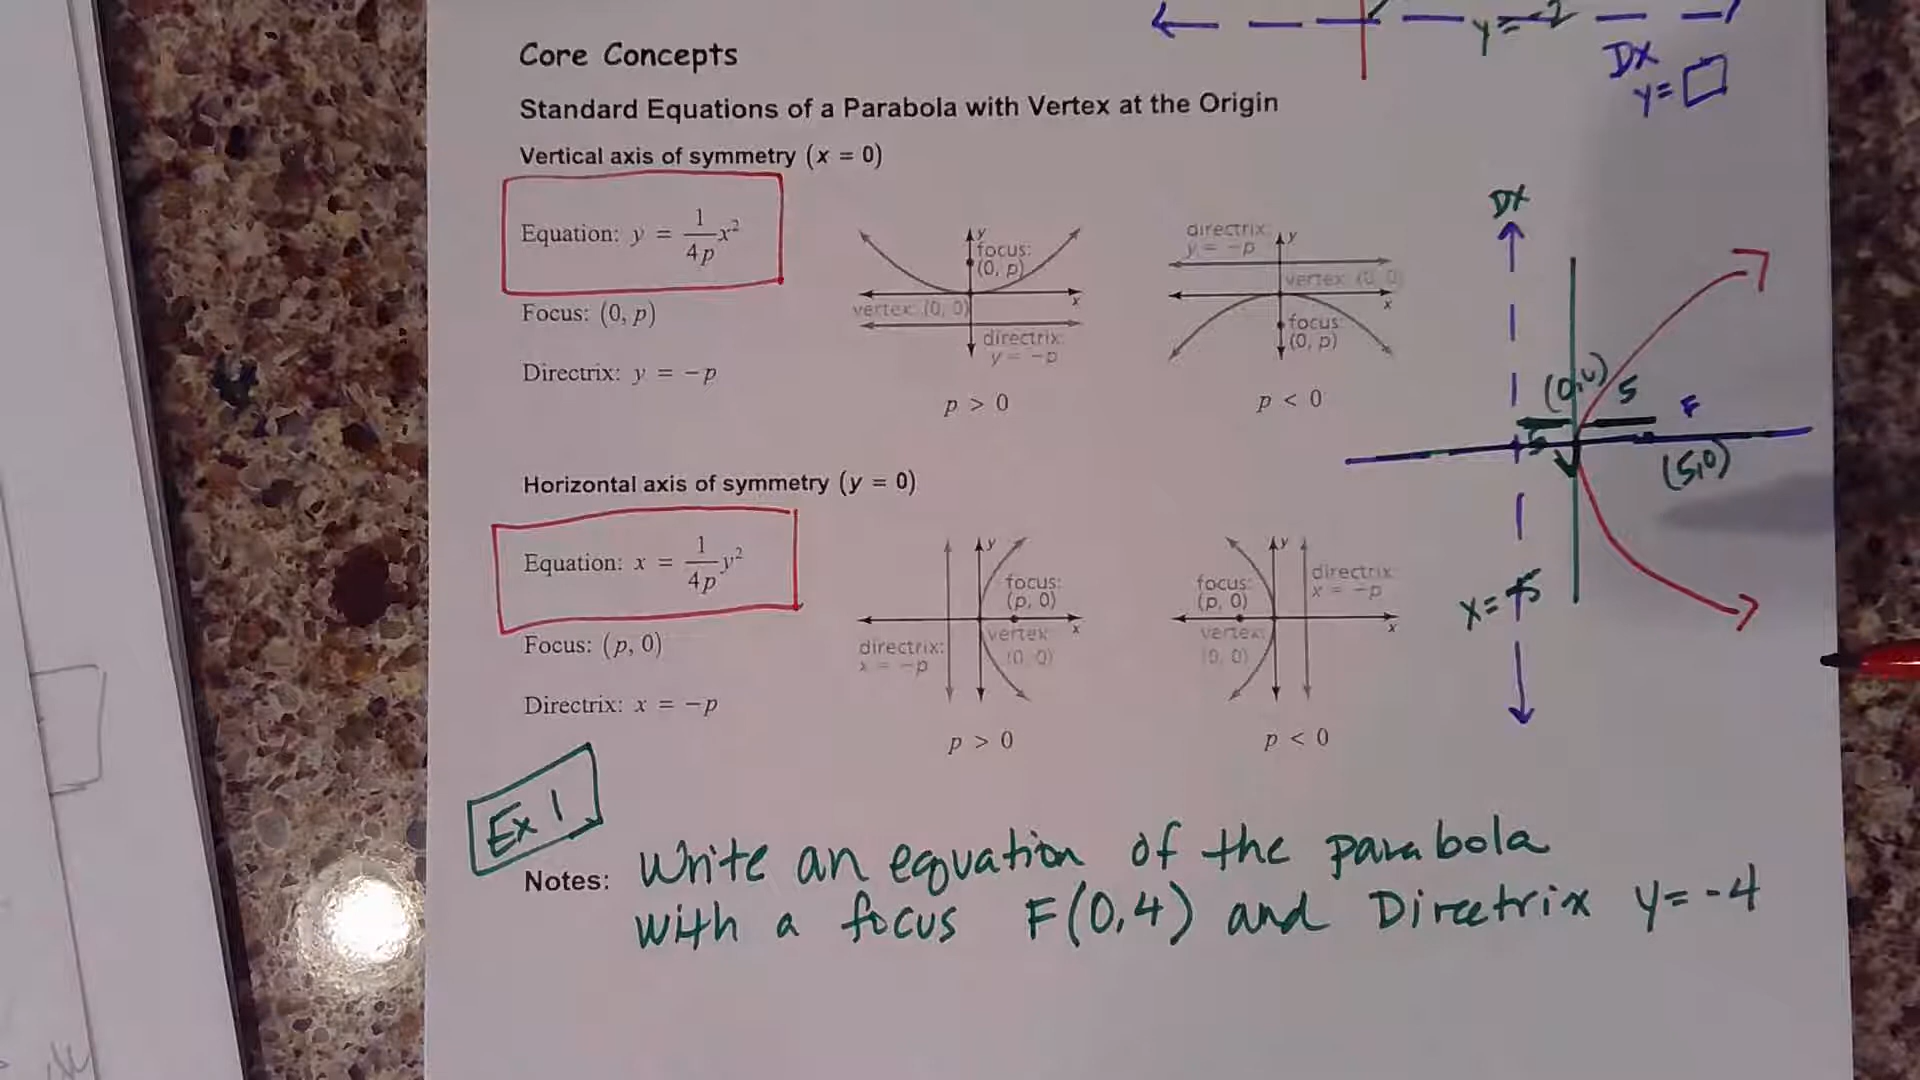 y = -2
DX
y = □
Core Concepts
Standard Equations of a Parabola with Vertex at the Origin
Vertical axis of symmetry (x = 0)
Equation: y = 1/4p x²
Focus: (0, p)
Directrix: y = −p
y
focus:
(0, p)
vertex: (0, 0)
x
directrix:
y = −p
p > 0
directrix:
y = −p
y
vertex: (0, 0)
x
focus:
(0, p)
p < 0
DX
5
F
(5,0)
Horizontal axis of symmetry (y = 0)
Equation: x = 1/4p y²
Focus: (p, 0)
Directrix: x = −p
y
focus:
(p, 0)
directrix:
x = −p
vertex:
(0, 0)
x
p > 0
y
focus:
(p, 0)
directrix:
x = −p
vertex:
(0, 0)
x
p < 0
Ex 1
Notes: Write an equation of the parabola
with a focus F(0,4) and Directrix y = -4